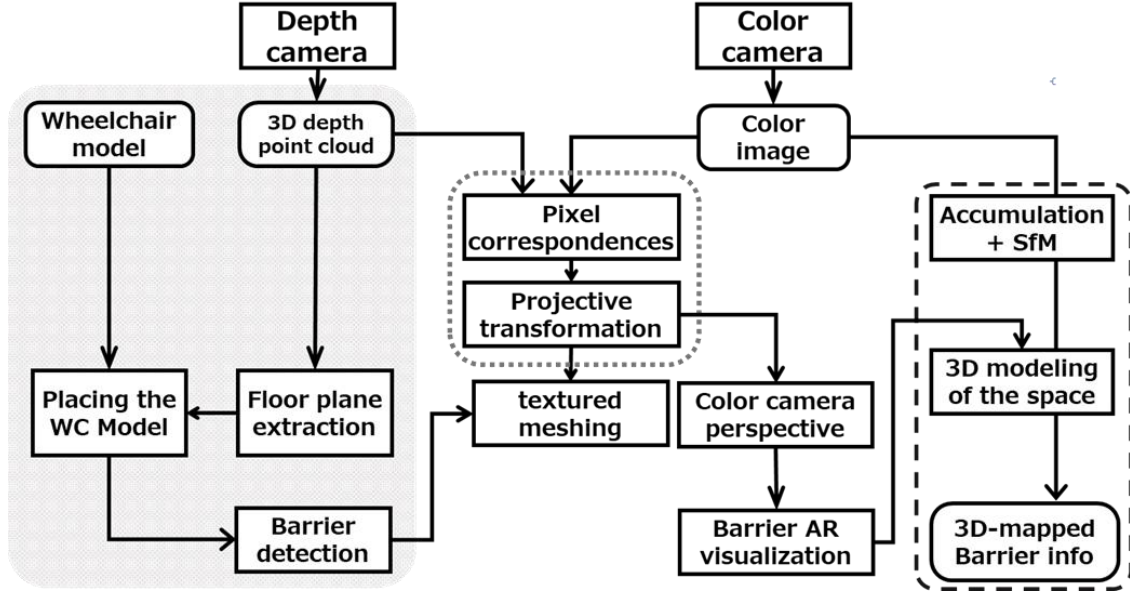 Depth
camera
Color
camera
Wheelchair
model
3D depth
point cloud
Color
image
Pixel
correspondences
Accumulation
+ SfM
Projective
transformation
Placing the
WC Model
Floor plane
extraction
textured
meshing
Color camera
perspective
3D modeling
of the space
Barrier
detection
Barrier AR
visualization
3D-mapped
Barrier info